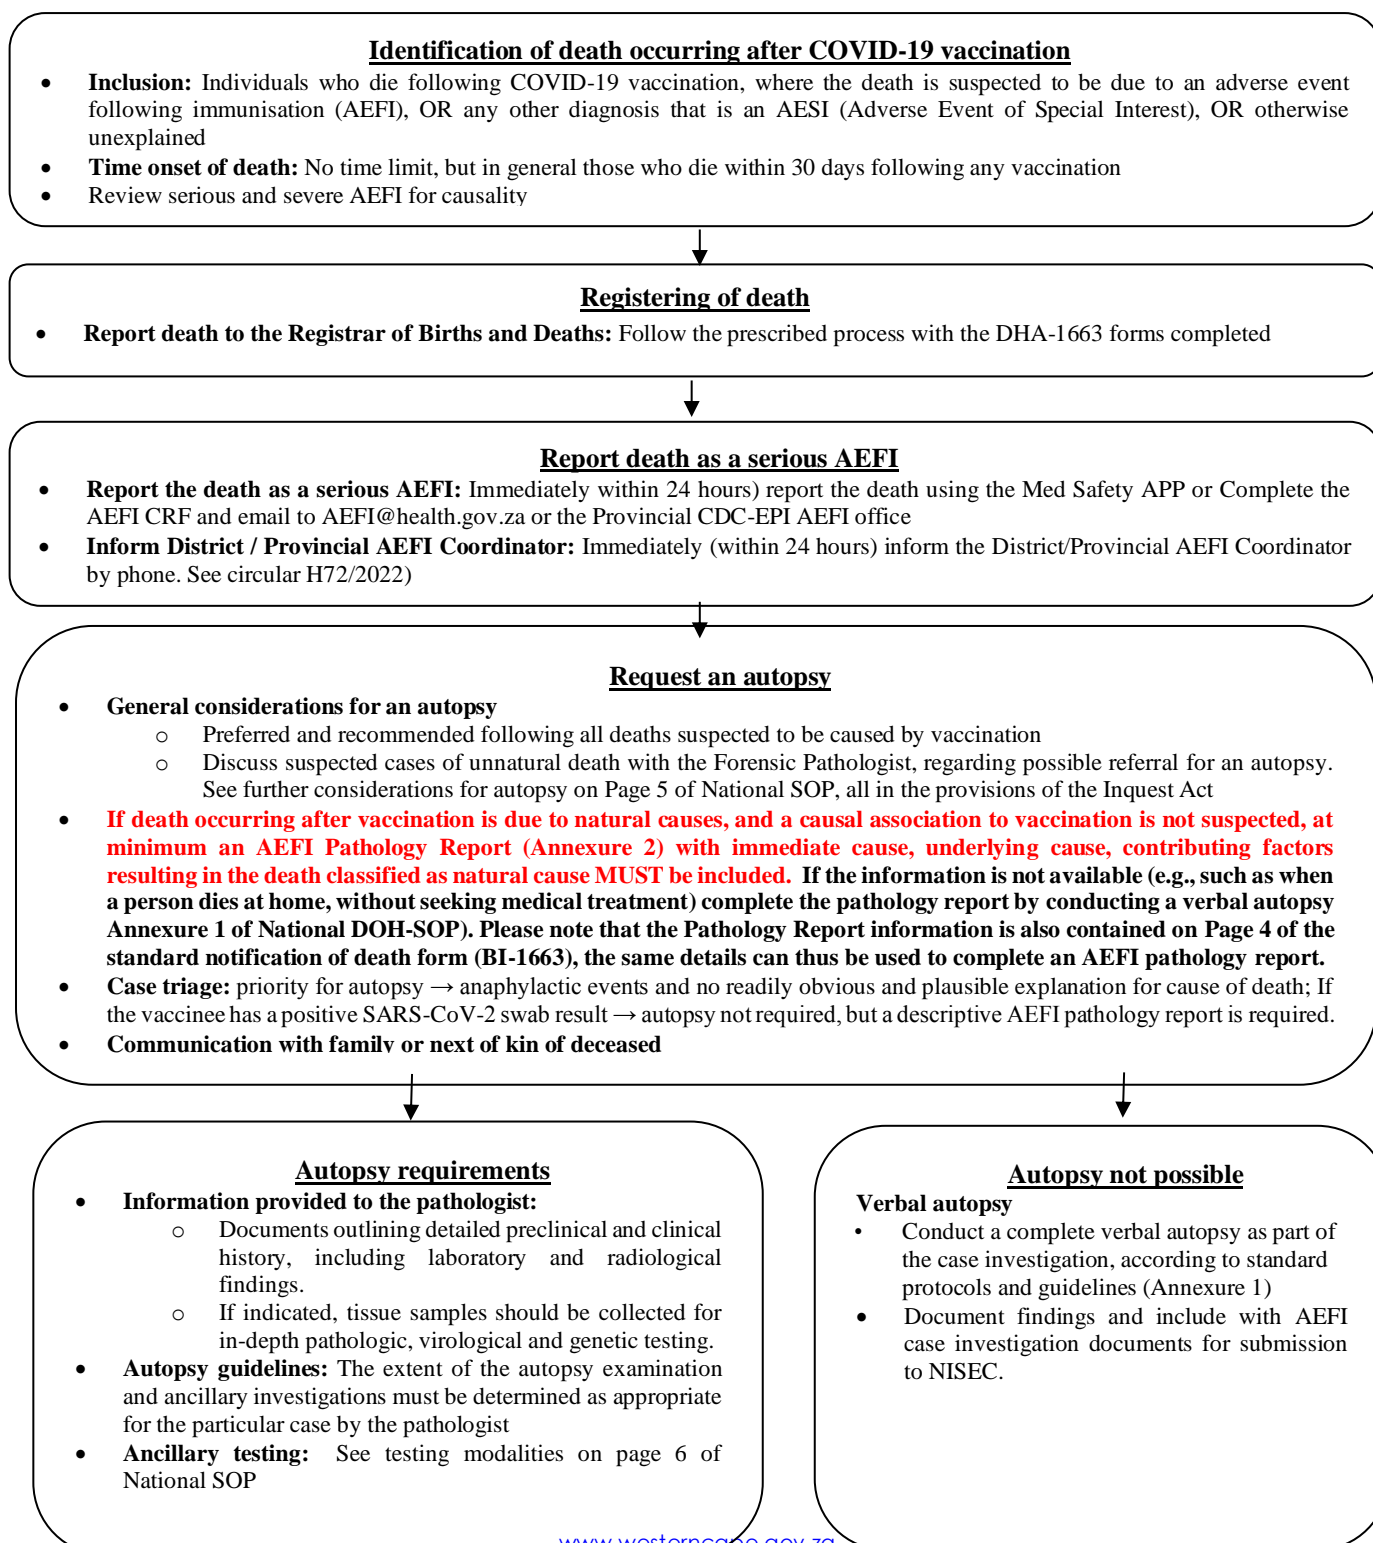 Identification of death occurring after COVID-19 vaccination
• Inclusion: Individuals who die following COVID-19 vaccination, where the death is suspected to be due to an adverse event
following immunisation (AEFI), OR any other diagnosis that is an AESI (Adverse Event of Special Interest), OR otherwise
unexplained
• Time onset of death: No time limit, but in general those who die within 30 days following any vaccination
• Review serious and severe AEFI for causality
Registering of death
• Report death to the Registrar of Births and Deaths: Follow the prescribed process with the DHA-1663 forms completed
Report death as a serious AEFI
• Report the death as a serious AEFI: Immediately within 24 hours) report the death using the Med Safety APP or Complete the
AEFI CRF and email to AEFI@health.gov.za or the Provincial CDC-EPI AEFI office
• Inform District / Provincial AEFI Coordinator: Immediately (within 24 hours) inform the District/Provincial AEFI Coordinator
by phone. See circular H72/2022)
Request an autopsy
• General considerations for an autopsy
o Preferred and recommended following all deaths suspected to be caused by vaccination
o Discuss suspected cases of unnatural death with the Forensic Pathologist, regarding possible referral for an autopsy.
See further considerations for autopsy on Page 5 of National SOP, all in the provisions of the Inquest Act
• If death occurring after vaccination is due to natural causes, and a causal association to vaccination is not suspected, at
minimum an AEFI Pathology Report (Annexure 2) with immediate cause, underlying cause, contributing factors
resulting in the death classified as natural cause MUST be included. If the information is not available (e.g., such as when
a person dies at home, without seeking medical treatment) complete the pathology report by conducting a verbal autopsy
Annexure 1 of National DOH-SOP). Please note that the Pathology Report information is also contained on Page 4 of the
standard notification of death form (BI-1663), the same details can thus be used to complete an AEFI pathology report.
• Case triage: priority for autopsy → anaphylactic events and no readily obvious and plausible explanation for cause of death; If
the vaccinee has a positive SARS-CoV-2 swab result → autopsy not required, but a descriptive AEFI pathology report is required.
• Communication with family or next of kin of deceased
Autopsy requirements
• Information provided to the pathologist:
o Documents outlining detailed preclinical and clinical
history, including laboratory and radiological
findings.
o If indicated, tissue samples should be collected for
in-depth pathologic, virological and genetic testing.
• Autopsy guidelines: The extent of the autopsy examination
and ancillary investigations must be determined as appropriate
for the particular case by the pathologist
• Ancillary testing: See testing modalities on page 6 of
National SOP
Autopsy not possible
Verbal autopsy
• Conduct a complete verbal autopsy as part of
the case investigation, according to standard
protocols and guidelines (Annexure 1)
• Document findings and include with AEFI
case investigation documents for submission
to NISEC.
www.westerncape.gov.za